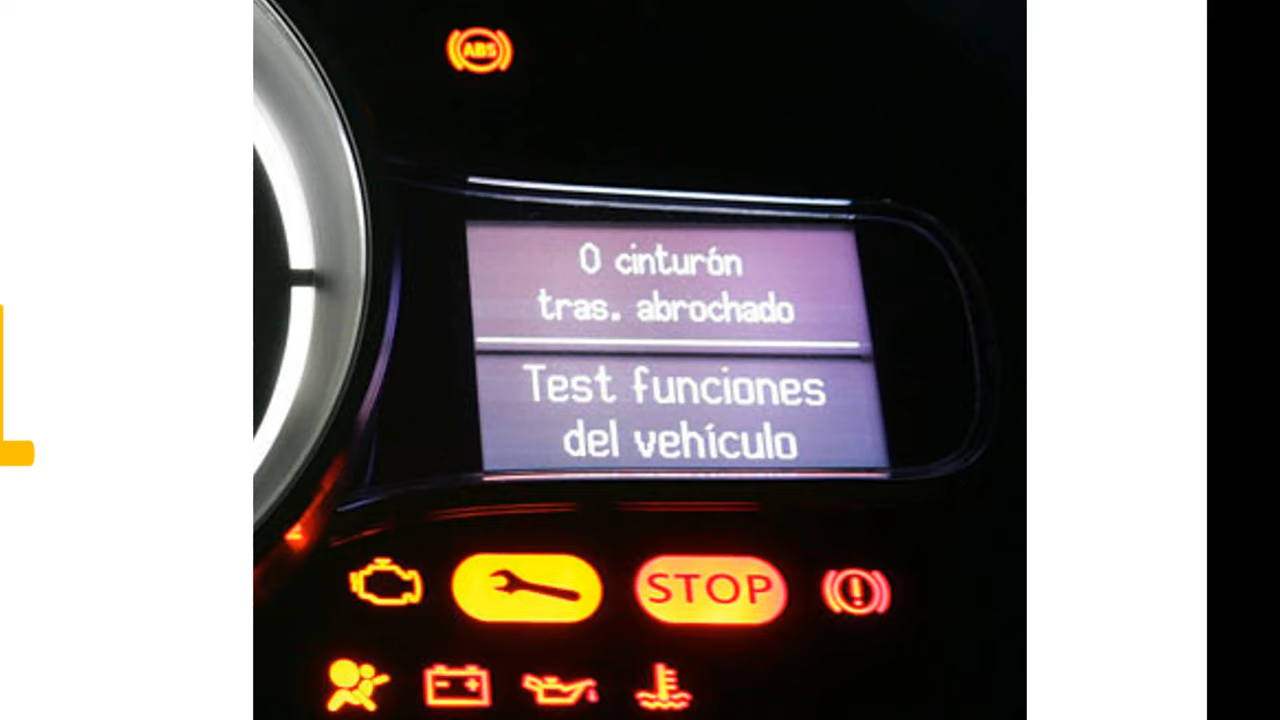 ABS
0 cinturón
tras. abrochado
Test funciones
del vehículo
STOP